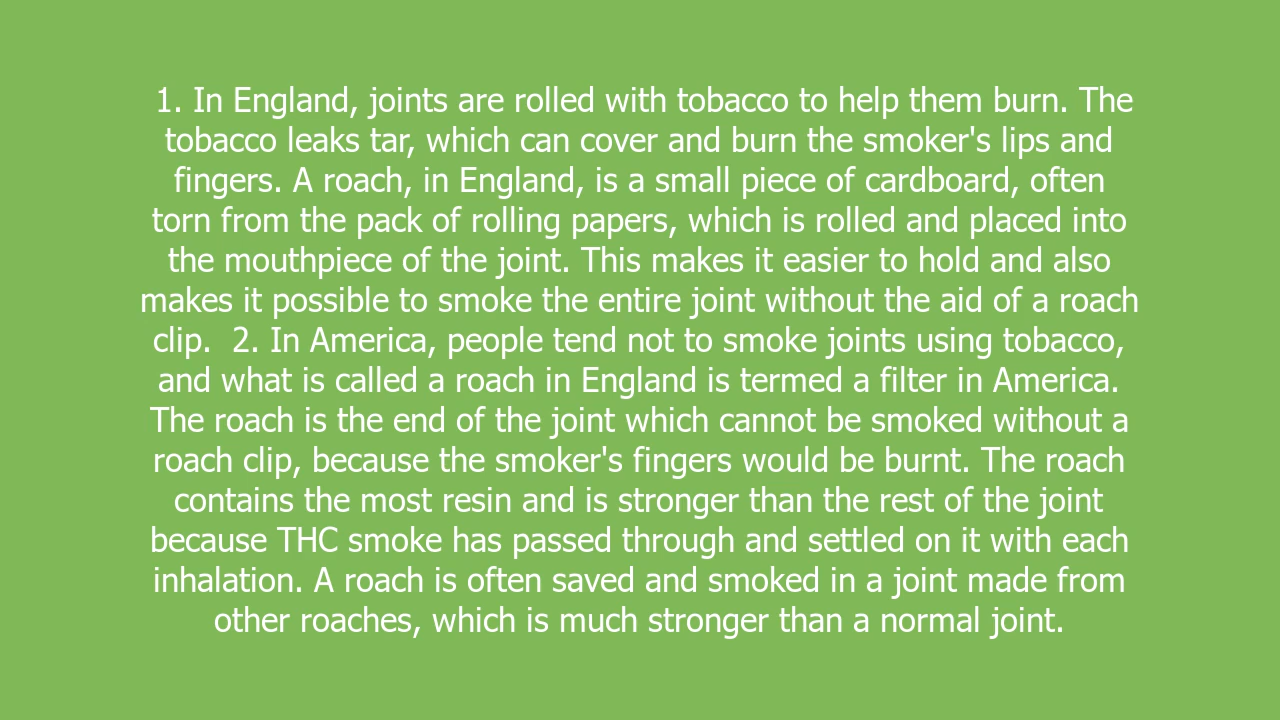 1. In England, joints are rolled with tobacco to help them burn. The
tobacco leaks tar, which can cover and burn the smoker's lips and
fingers. A roach, in England, is a small piece of cardboard, often
torn from the pack of rolling papers, which is rolled and placed into
the mouthpiece of the joint. This makes it easier to hold and also
makes it possible to smoke the entire joint without the aid of a roach
clip.  2. In America, people tend not to smoke joints using tobacco,
and what is called a roach in England is termed a filter in America.
The roach is the end of the joint which cannot be smoked without a
roach clip, because the smoker's fingers would be burnt. The roach
contains the most resin and is stronger than the rest of the joint
because THC smoke has passed through and settled on it with each
inhalation. A roach is often saved and smoked in a joint made from
other roaches, which is much stronger than a normal joint.